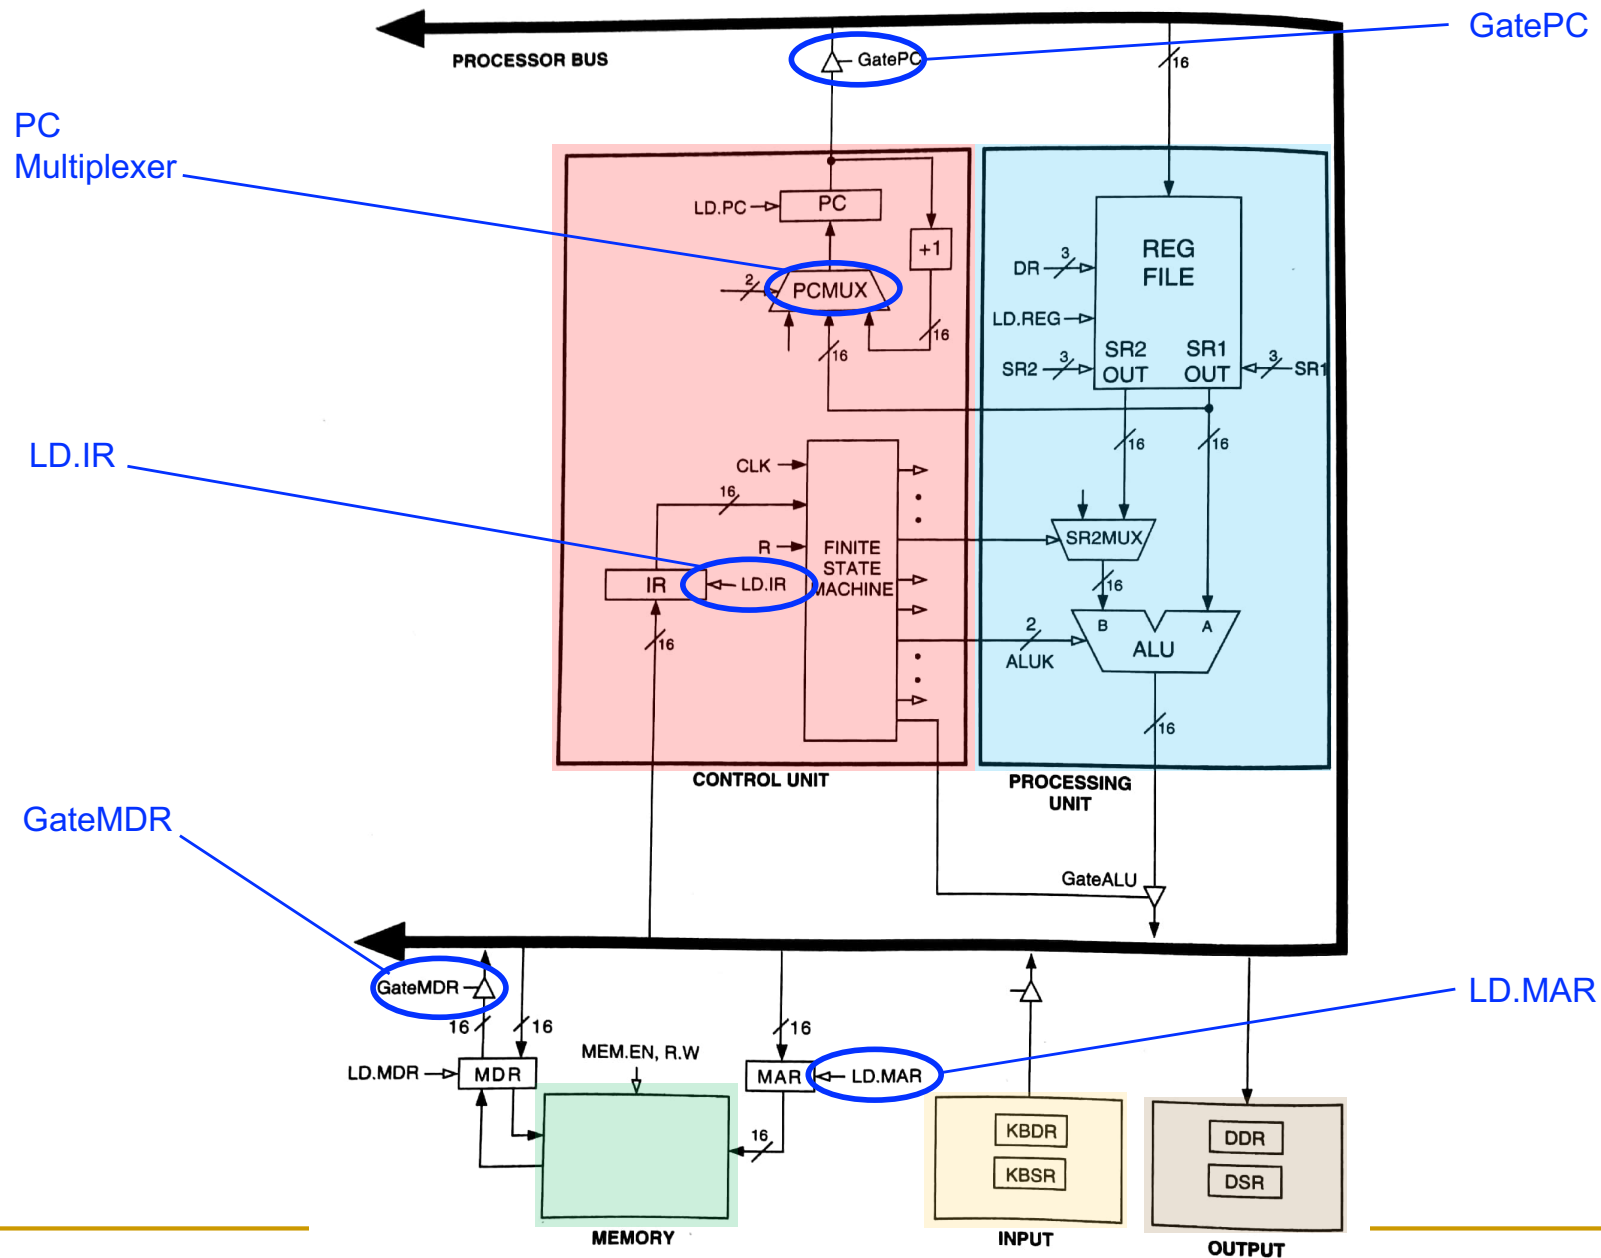 GatePC
PROCESSOR BUS
GatePC
16
PC
Multiplexer
LD.PC
PC
+1
2
PCMUX
16
16
REG
FILE
DR
3
LD.REG
SR2
3
SR2
OUT
SR1
OUT
3
SR1
16
16
LD.IR
CLK
16
R
FINITE
STATE
MACHINE
IR
LD.IR
16
SR2MUX
16
B
A
ALU
2
ALUK
16
CONTROL UNIT
PROCESSING
UNIT
GateMDR
GateALU
GateMDR
16
16
16
LD.MAR
MEM.EN, R.W
LD.MDR
MDR
MAR
LD.MAR
16
KBDR
KBSR
DDR
DSR
MEMORY
INPUT
OUTPUT